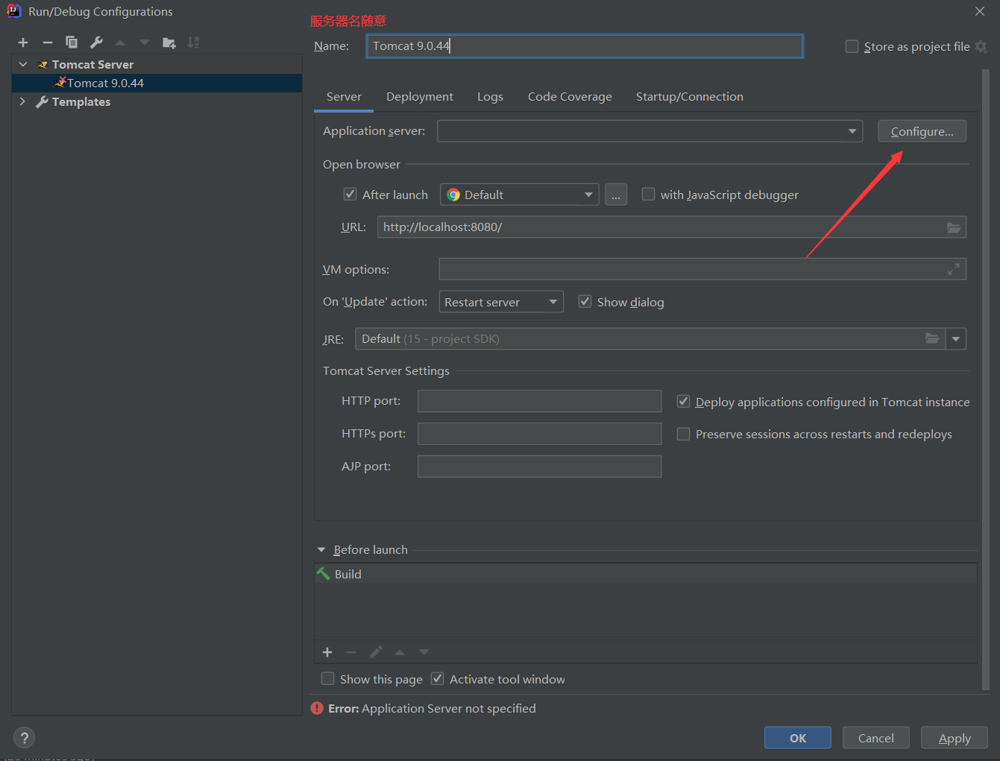 Run/Debug Configurations
服务器名随意
Name: Tomcat 9.0.44
Store as project file
Tomcat Server
Tomcat 9.0.44
Templates
Server Deployment Logs Code Coverage Startup/Connection
Application server: Configure...
Open browser
After launch Default ... with JavaScript debugger
URL: http://localhost:8080/
VM options:
On 'Update' action: Restart server Show dialog
JRE: Default (15 - project SDK)
Tomcat Server Settings
HTTP port: Deploy applications configured in Tomcat instance
HTTPs port: Preserve sessions across restarts and redeploys
AJP port:
Before launch
Build
Show this page Activate tool window
Error: Application Server not specified
? OK Cancel Apply